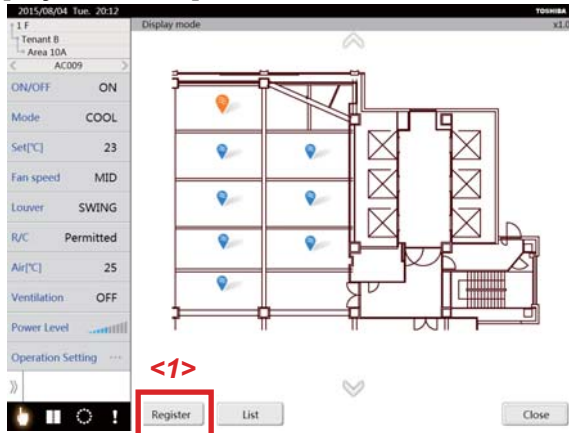 2015/08/04 Tue. 20:12
TOSHIBA
1 F
Display mode
x1.0
Tenant B
Area 10A
< AC009 >
ON/OFF ON
Mode COOL
Set[℃] 23
Fan speed MID
Louver SWING
R/C Permitted
Air[℃] 25
Ventilation OFF
Power Level
Operation Setting ···
<1>
Register
List
Close